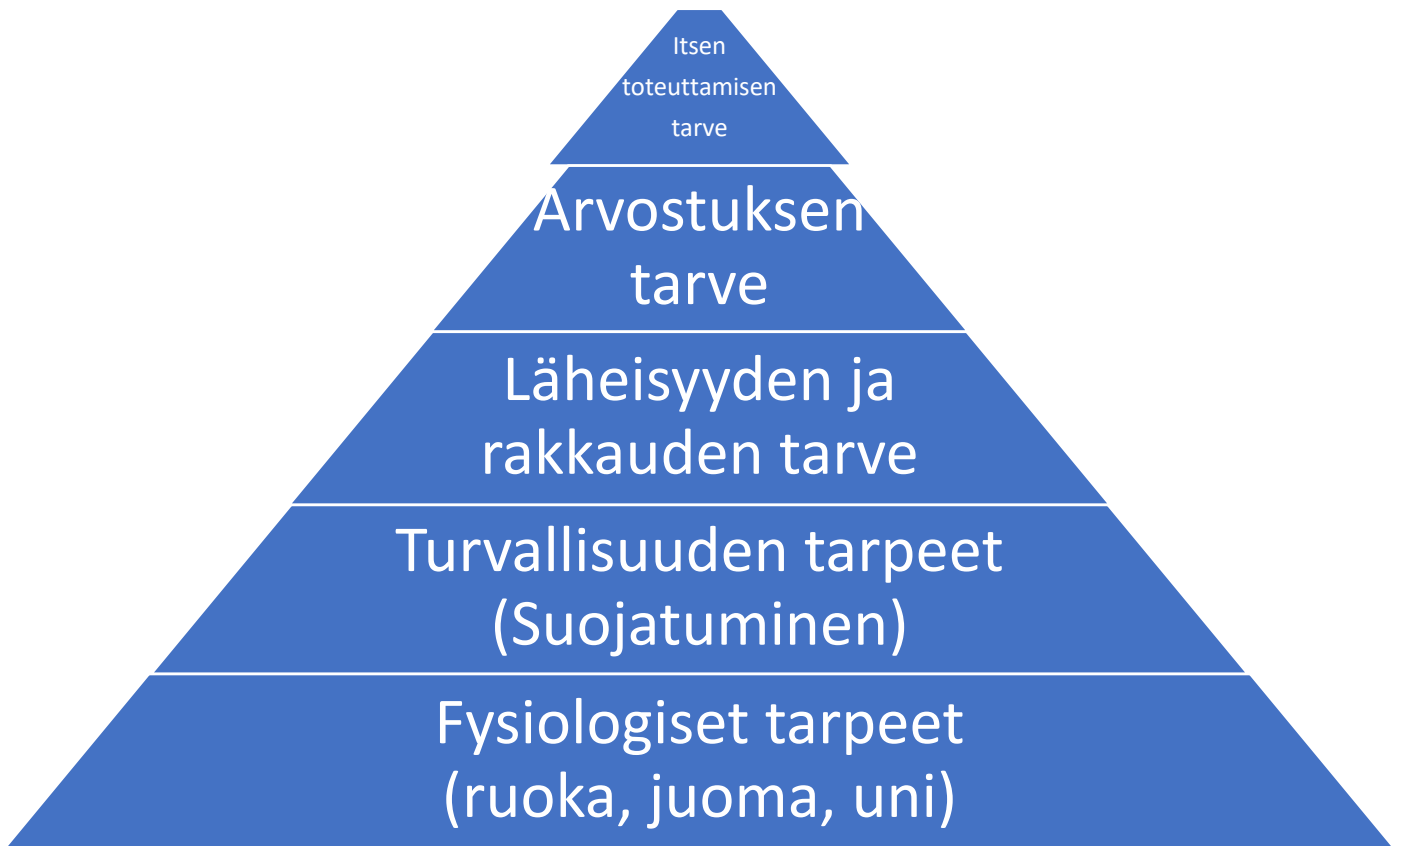 Itsen
toteuttamisen
tarve
Arvostuksen
tarve
Läheisyyden ja
rakkauden tarve
Turvallisuuden tarpeet
(Suojatuminen)
Fysiologiset tarpeet
(ruoka, juoma, uni)